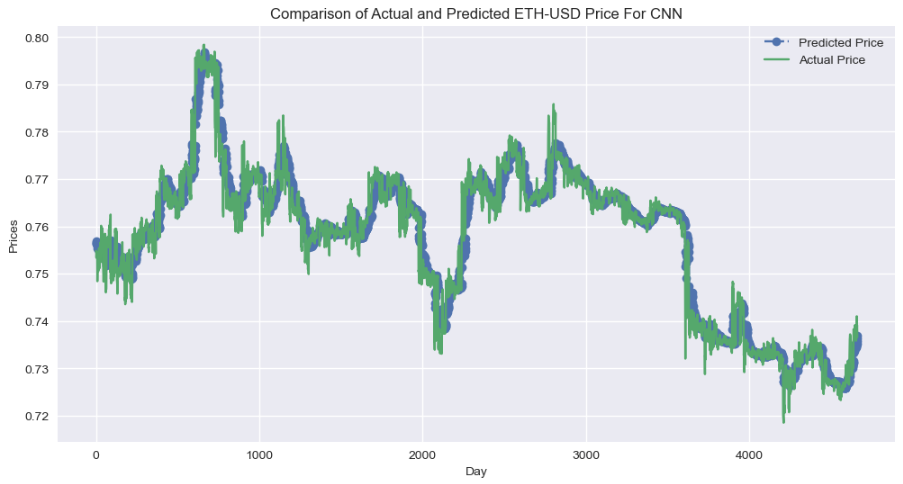 Comparison of Actual and Predicted ETH-USD Price For CNN
0.80
0.79
0.78
0.77
0.76
0.75
0.74
0.73
0.72
Prices
Predicted Price
Actual Price
0 1000 2000 3000 4000
Day